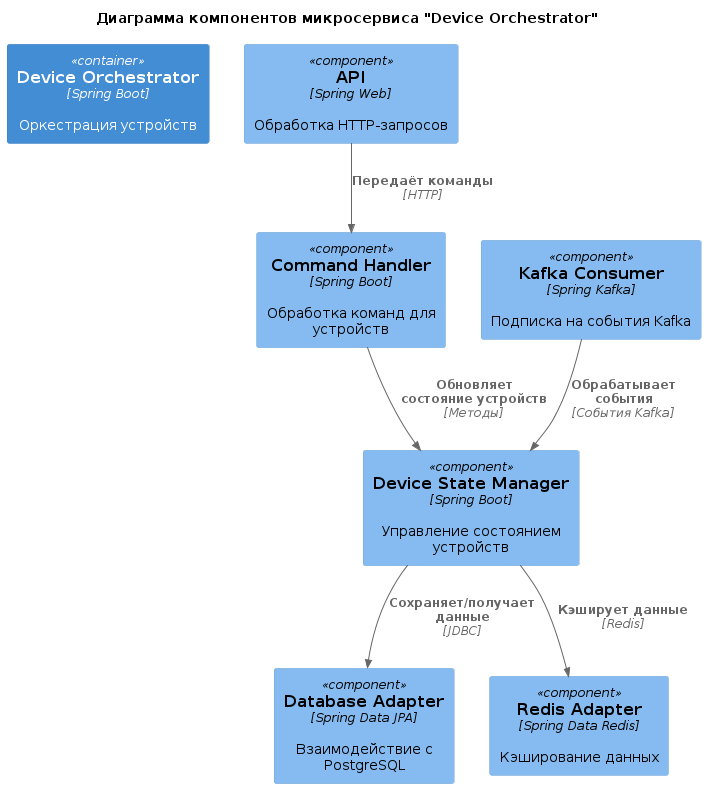 Диаграмма компонентов микросервиса "Device Orchestrator"
«container»
Device Orchestrator
[Spring Boot]
Оркестрация устройств
«component»
API
[Spring Web]
Обработка HTTP-запросов
Передаёт команды
[HTTP]
«component»
Command Handler
[Spring Boot]
Обработка команд для
устройств
«component»
Kafka Consumer
[Spring Kafka]
Подписка на события Kafka
Обновляет
состояние устройств
[Методы]
Обрабатывает
события
[События Kafka]
«component»
Device State Manager
[Spring Boot]
Управление состоянием
устройств
Сохраняет/получает
данные
[JDBC]
Кэширует данные
[Redis]
«component»
Database Adapter
[Spring Data JPA]
Взаимодействие с
PostgreSQL
«component»
Redis Adapter
[Spring Data Redis]
Кэширование данных